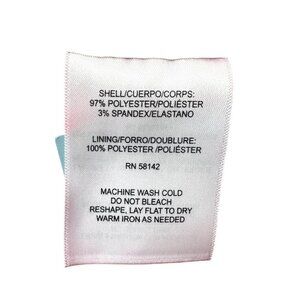 SHELL/CUERPO/CORPS:
97% POLYESTER/POLIÉSTER
3% SPANDEX/ELASTANO
LINING/FORRO/DOUBLURE:
100% POLYESTER /POLIÉSTER
RN 58142
MACHINE WASH COLD
DO NOT BLEACH
RESHAPE, LAY FLAT TO DRY
WARM IRON AS NEEDED